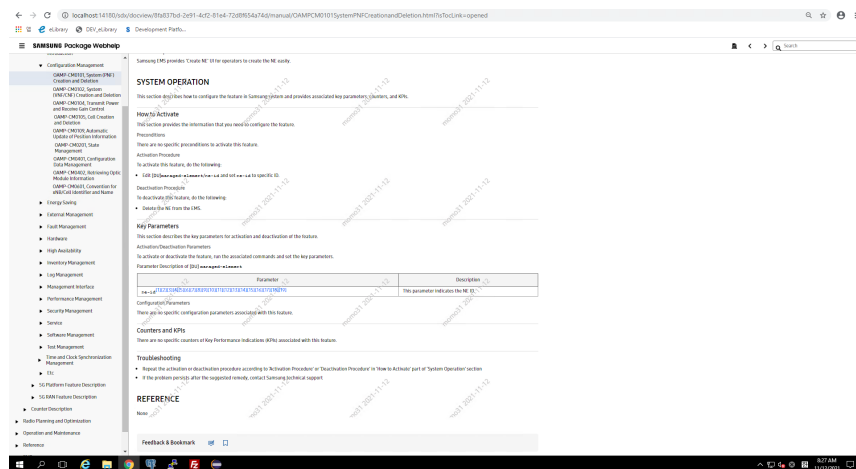 localhost:14180/sdv/docview/8fa837bd-2e91-4cf2-81e4-72d8f654a74d/manual/OAMPCM0101SystemPNFCreationandDeletion.html?isTocLink=opened
eLibrary
DEV_eLibrary
Development Platfo...
SAMSUNG Package Webhelp
Search
Configuration Management
OAMP-CM0101, System (PNF) Creation and Deletion
OAMP-CM0102, System (VNF/CNF) Creation and Deletion
OAMP-CM0104, Transmit Power and Receive Gain Control
OAMP-CM0105, Cell Creation and Deletion
OAMP-CM0109, Automatic Update of Position Information
OAMP-CM0201, State Management
OAMP-CM0401, Configuration Data Management
OAMP-CM0402, Retrieving Optic Module Information
OAMP-CM0601, Convention for eNB/Cell Identifier and Name
Energy Saving
External Management
Fault Management
Hardware
High Availability
Inventory Management
Log Management
Management Interface
Performance Management
Security Management
Service
Software Management
Test Management
Time and Clock Synchronization Management
Etc
5G Platform Feature Description
5G RAN Feature Description
Counter Description
Radio Planning and Optimization
Operation and Maintenance
Reference
Samsung EMS provides 'Create NE' UI for operators to create the NE easily.
SYSTEM OPERATION
This section describes how to configure the feature in Samsung system and provides associated key parameters, counters, and KPIs.
How to Activate
This section provides the information that you need to configure the feature.
Preconditions
There are no specific preconditions to activate this feature.
Activation Procedure
To activate this feature, do the following:
• Edit [DU]managed-element/ne-id and set ne-id to specific ID.
Deactivation Procedure
To deactivate this feature, do the following:
• Delete the NE from the EMS.
Key Parameters
This section describes the key parameters for activation and deactivation of the feature.
Activation/Deactivation Parameters
To activate or deactivate the feature, run the associated commands and set the key parameters.
Parameter Description of [DU] managed-element
Parameter Description
ne-id This parameter indicates the NE ID.
Configuration Parameters
There are no specific configuration parameters associated with this feature.
Counters and KPIs
There are no specific counters of Key Performance Indications (KPIs) associated with this feature.
Troubleshooting
• Repeat the activation or deactivation procedure according to 'Activation Procedure' or 'Deactivation Procedure' in 'How to Activate' part of 'System Operation' section
• If the problem persists after the suggested remedy, contact Samsung technical support
REFERENCE
None
Feedback & Bookmark
momo31 2021-11-12
8:27 AM
11/12/2021